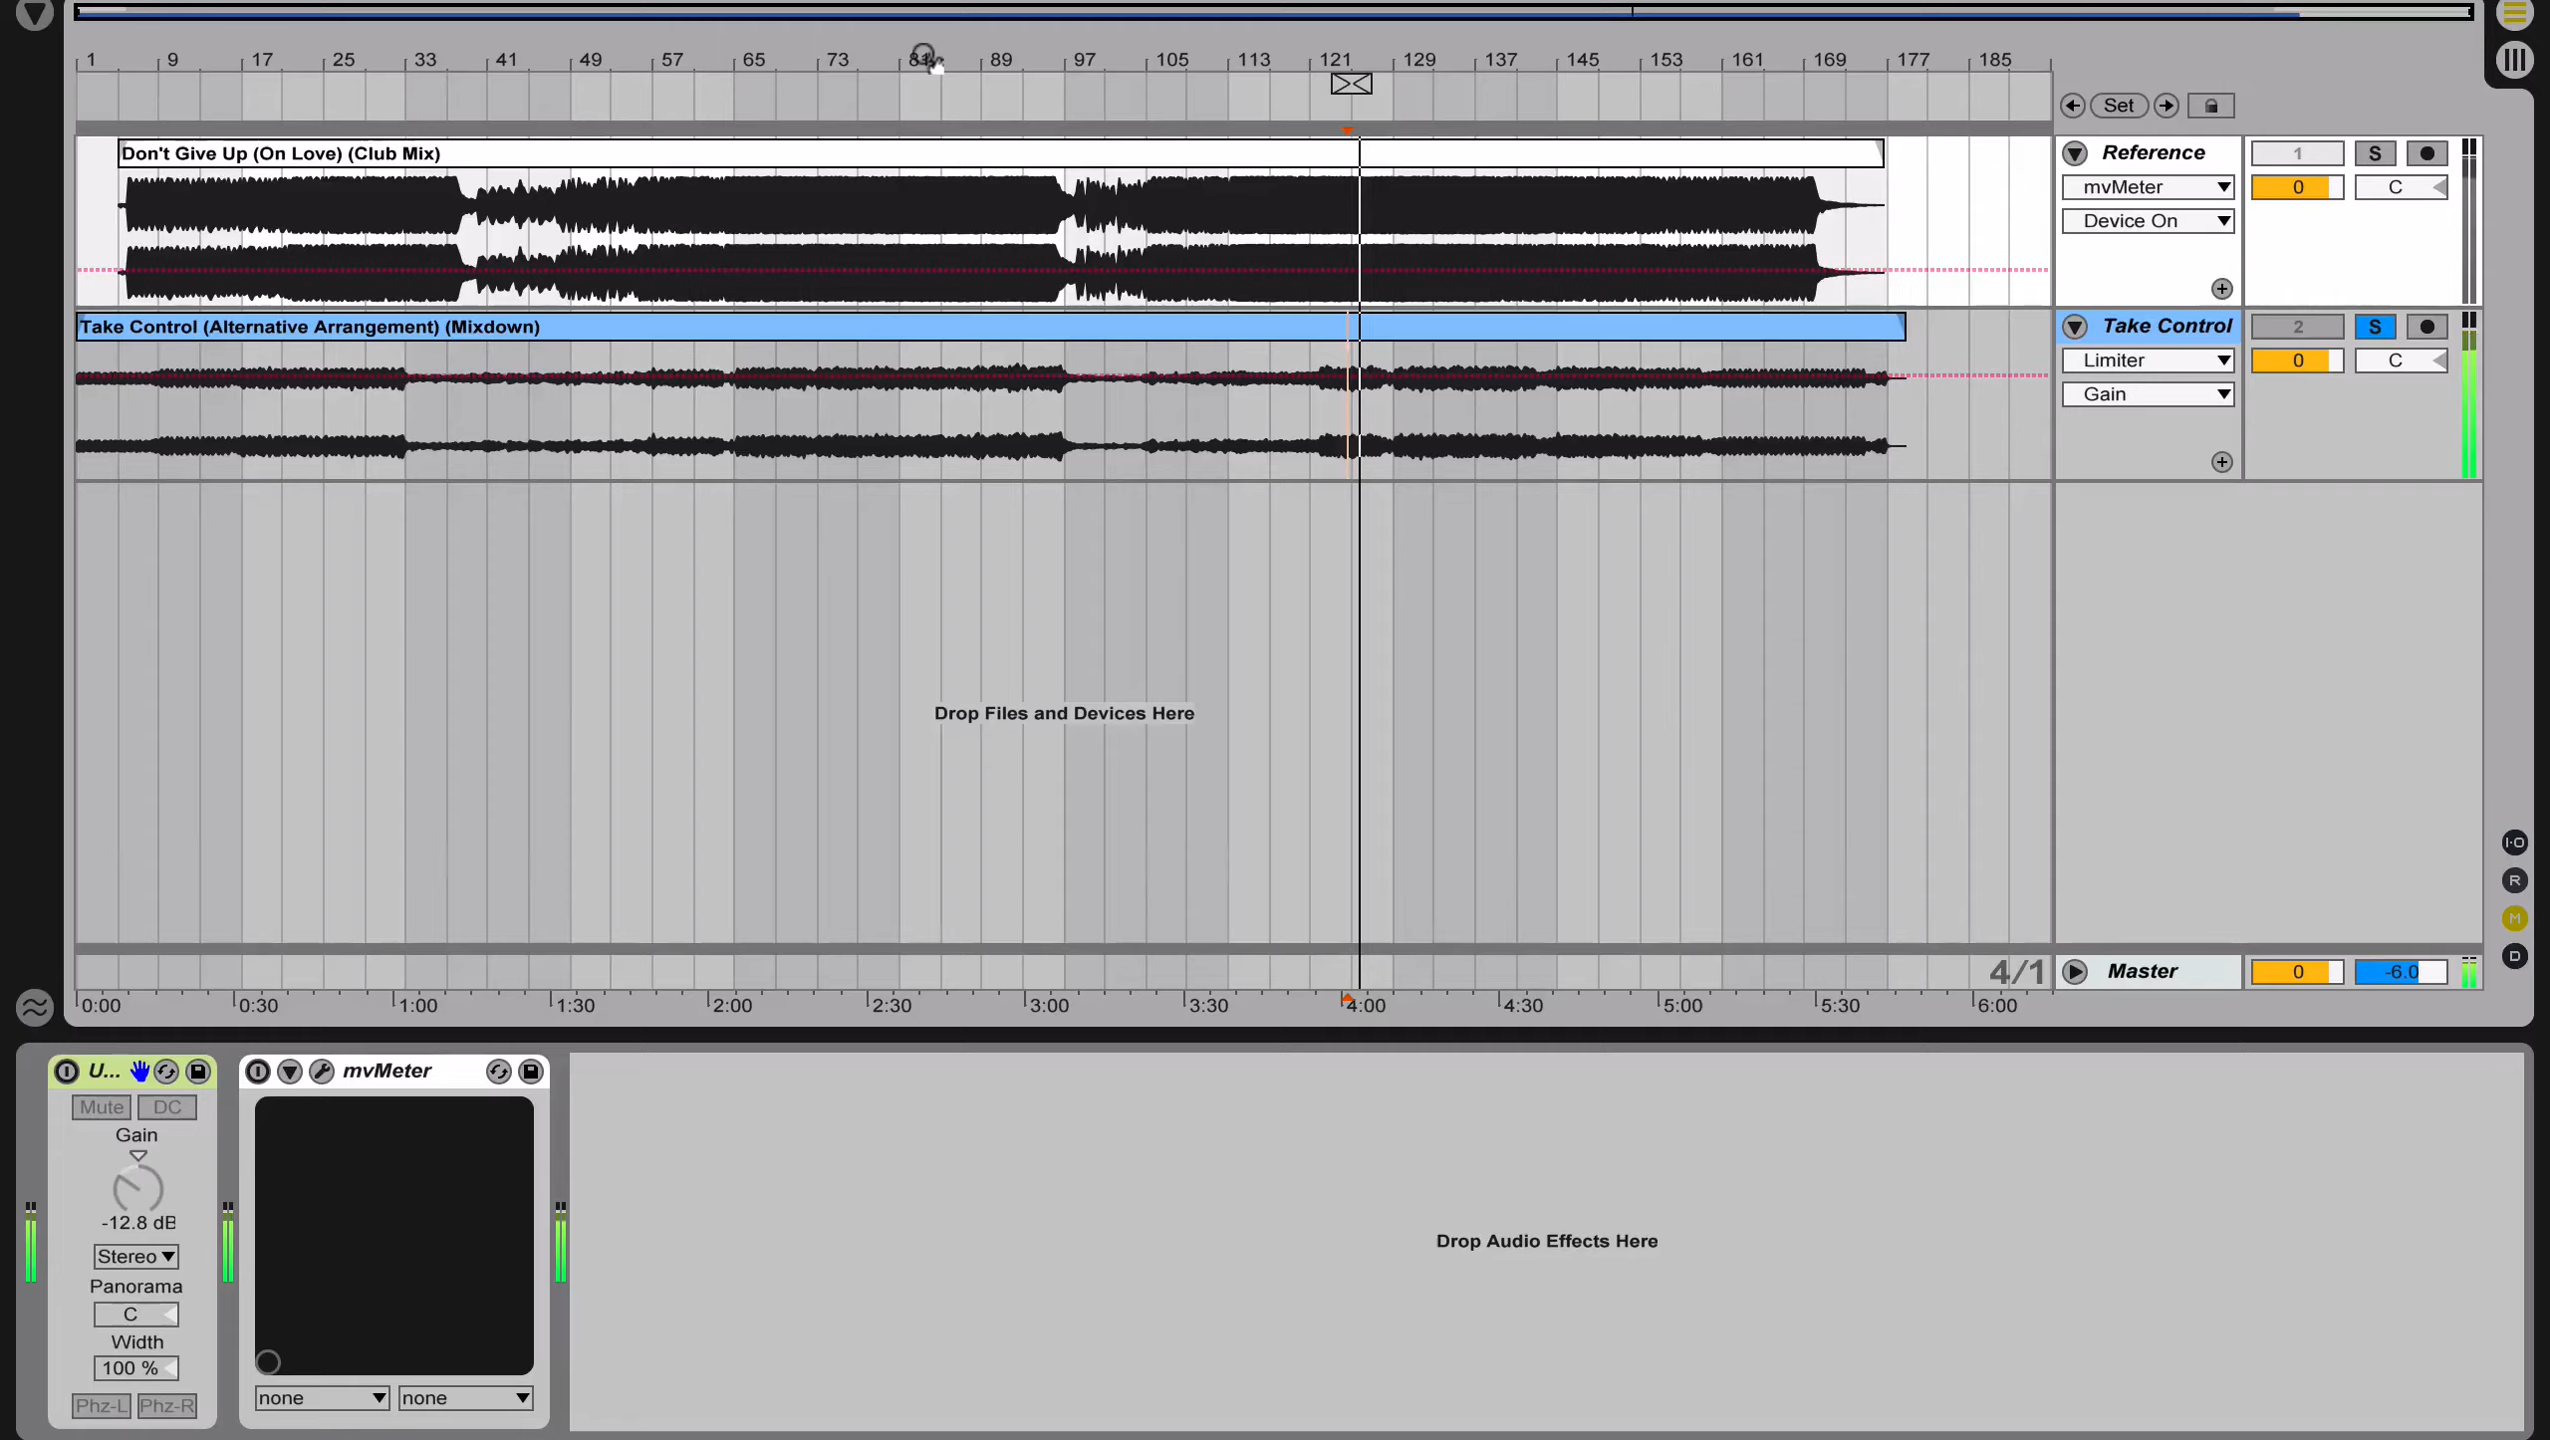 1 9 17 25 33 41 49 57 65 73 81 89 97 105 113 121 129 137 145 153 161 169 177 185
Set
Don't Give Up (On Love) (Club Mix)
Reference
1 S
mvMeter
0 C
Device On
Take Control (Alternative Arrangement) (Mixdown)
Take Control
2 S
Limiter
0 C
Gain
Drop Files and Devices Here
I·O
R
M
D
4/1
Master
0 -6.0
0:00 0:30 1:00 1:30 2:00 2:30 3:00 3:30 4:00 4:30 5:00 5:30 6:00
U...
Mute DC
Gain
-12.8 dB
Stereo
Panorama
C
Width
100 %
Phz-L Phz-R
mvMeter
none none
Drop Audio Effects Here